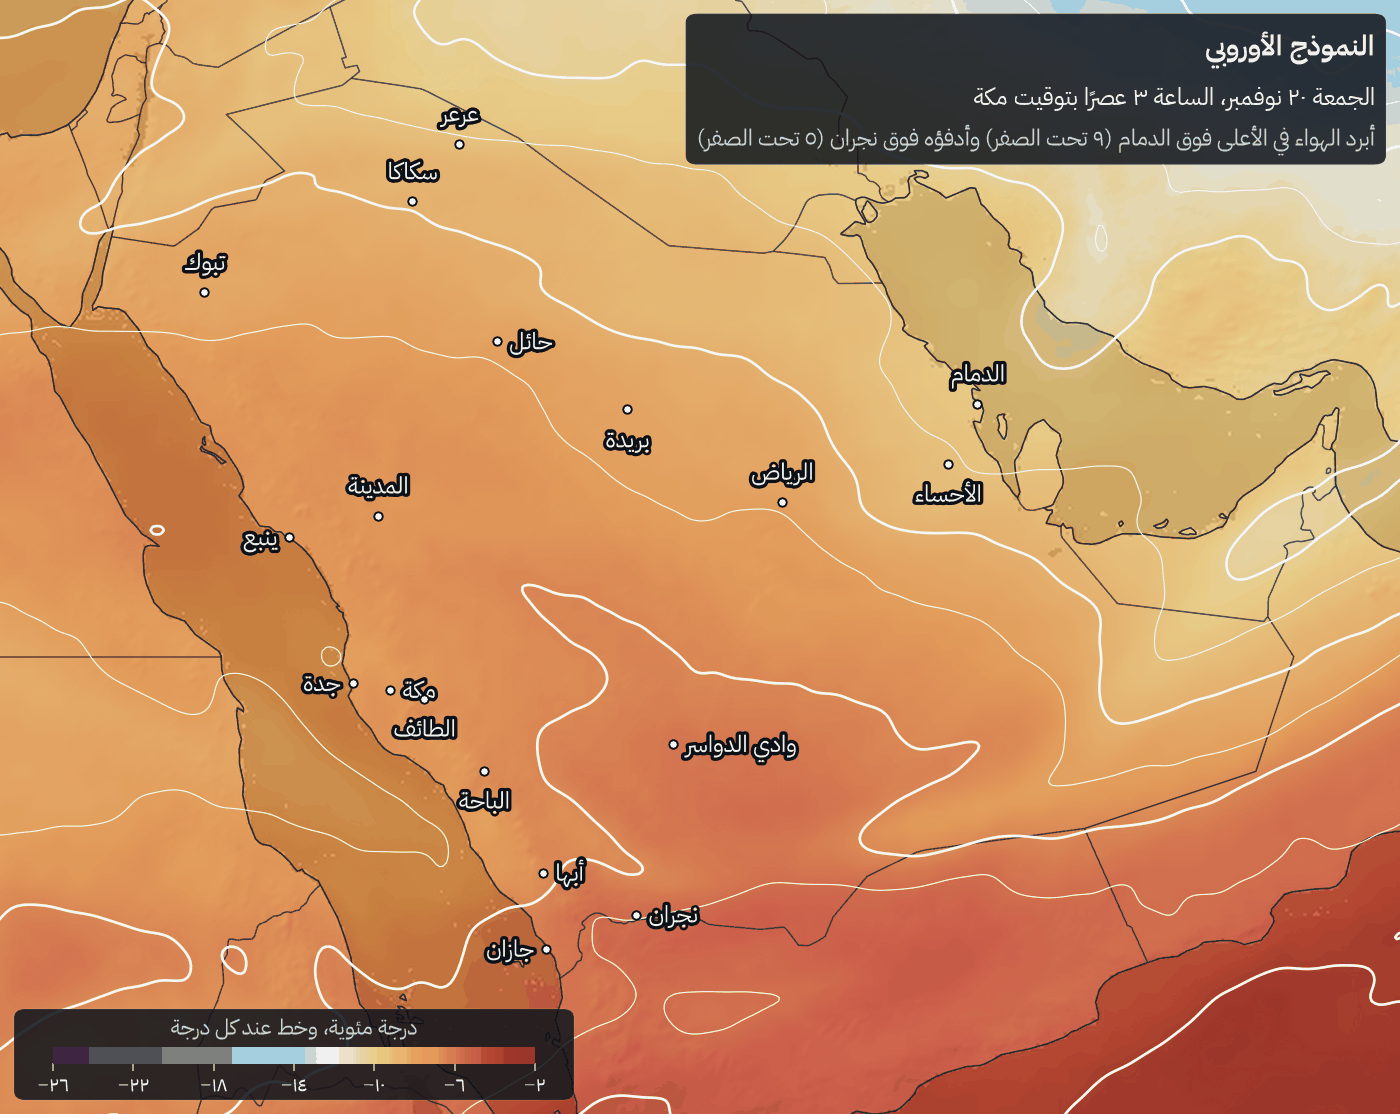 النموذج الأوروبي
الجمعة ٢٠ نوفمبر، الساعة ٣ عصرًا بتوقيت مكة
أبرد الهواء في الأعلى فوق الدمام (٩ تحت الصفر) وأدفؤه فوق نجران (٥ تحت الصفر)
عرعر
سكاكا
تبوك
حائل
الدمام
بريدة
الرياض
الأحساء
المدينة
ينبع
جدة
مكة
الطائف
وادي الدواسر
الباحة
أبها
نجران
جازان
درجة مئوية، وخط عند كل درجة
−٢٦ −٢٢ −١٨ −١٤ −١٠ −٦ −٢